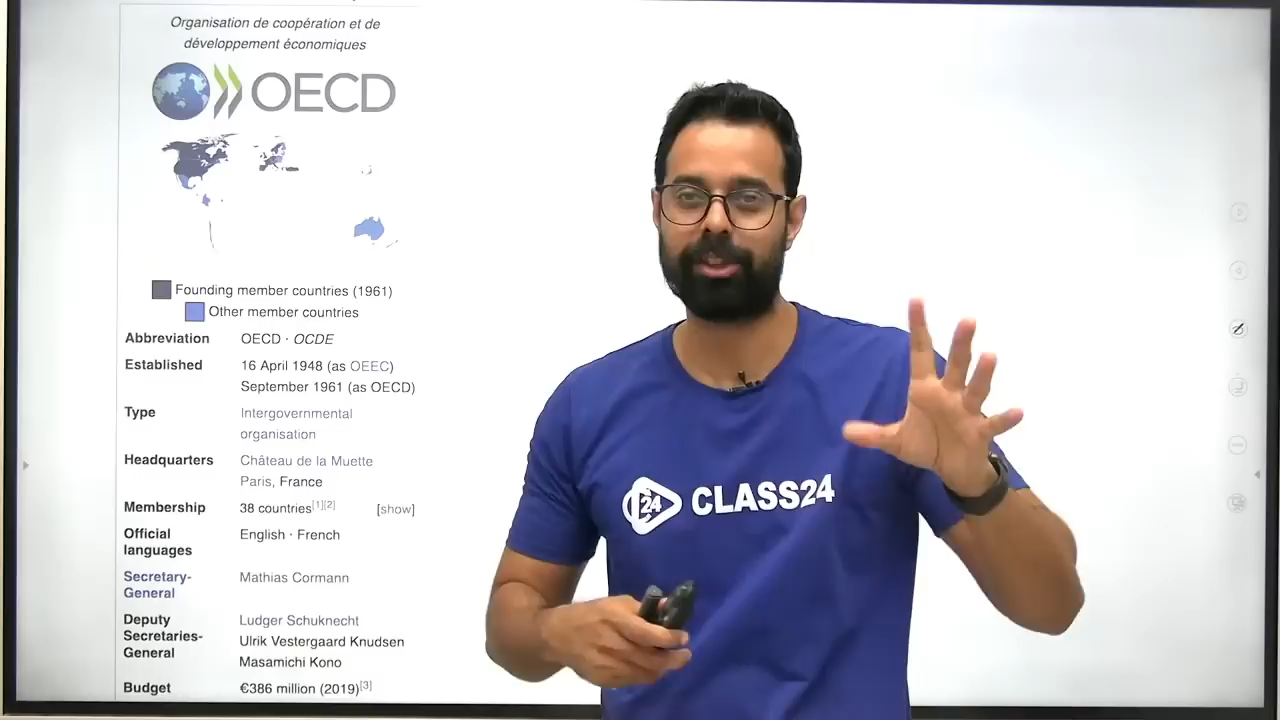 Organisation de coopération et de
développement économiques
OECD
Founding member countries (1961)
Other member countries
Abbreviation OECD · OCDE
Established 16 April 1948 (as OEEC)
September 1961 (as OECD)
Type Intergovernmental
organisation
Headquarters Château de la Muette
Paris, France
Membership 38 countries[1][2] [show]
Official English · French
languages
Secretary- Mathias Cormann
General
Deputy Ludger Schuknecht
Secretaries- Ulrik Vestergaard Knudsen
General Masamichi Kono
Budget €386 million (2019)[3]
24 CLASS24